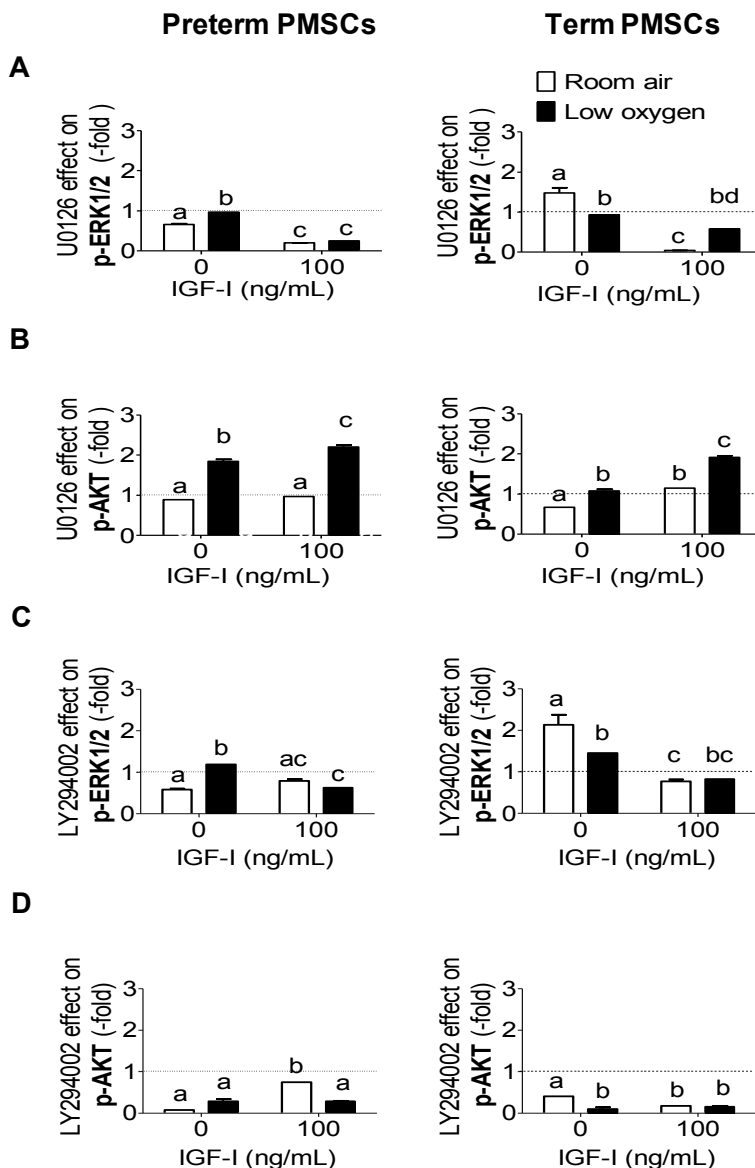 Preterm PMSCs
Term PMSCs
A
U0126 effect on
p-ERK1/2 (-fold)
3
2
1
0
a
b
c
c
0
100
IGF-I (ng/mL)
Room air
Low oxygen
U0126 effect on
p-ERK1/2 (-fold)
3
2
1
0
a
b
c
bd
0
100
IGF-I (ng/mL)
B
U0126 effect on
p-AKT (-fold )
3
2
1
0
a
b
a
c
0
100
IGF-I (ng/mL)
U0126 effect on
p-AKT (-fold )
3
2
1
0
a
b
b
c
0
100
IGF-I (ng/mL)
C
LY294002 effect on
p-ERK1/2 (-fold)
3
2
1
0
a
b
ac
c
0
100
IGF-I (ng/mL)
LY294002 effect on
p-ERK1/2 (-fold)
3
2
1
0
a
b
c
bc
0
100
IGF-I (ng/mL)
D
LY294002 effect on
p-AKT (-fold)
3
2
1
0
a
a
b
a
0
100
IGF-I (ng/mL)
LY294002 effect on
p-AKT (-fold)
3
2
1
0
a
b
b
b
0
100
IGF-I (ng/mL)